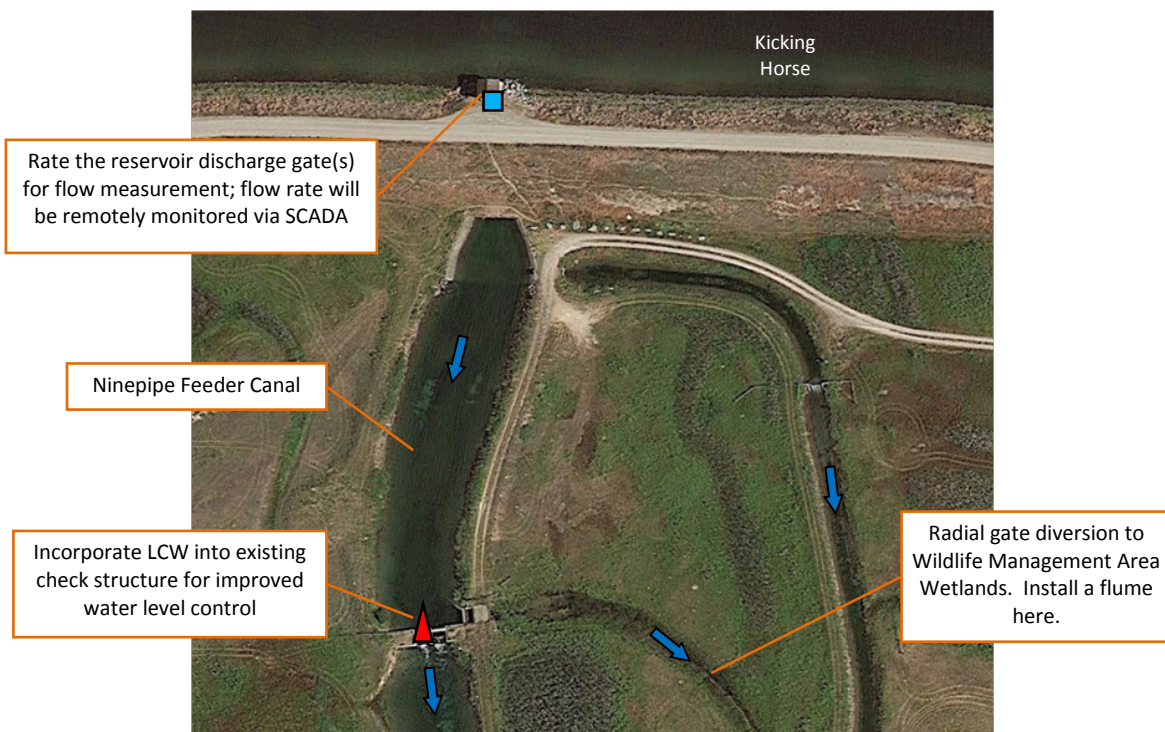 Kicking
Horse
Rate the reservoir discharge gate(s)
for flow measurement; flow rate will
be remotely monitored via SCADA
Ninepipe Feeder Canal
Incorporate LCW into existing
check structure for improved
water level control
Radial gate diversion to
Wildlife Management Area
Wetlands.  Install a flume
here.